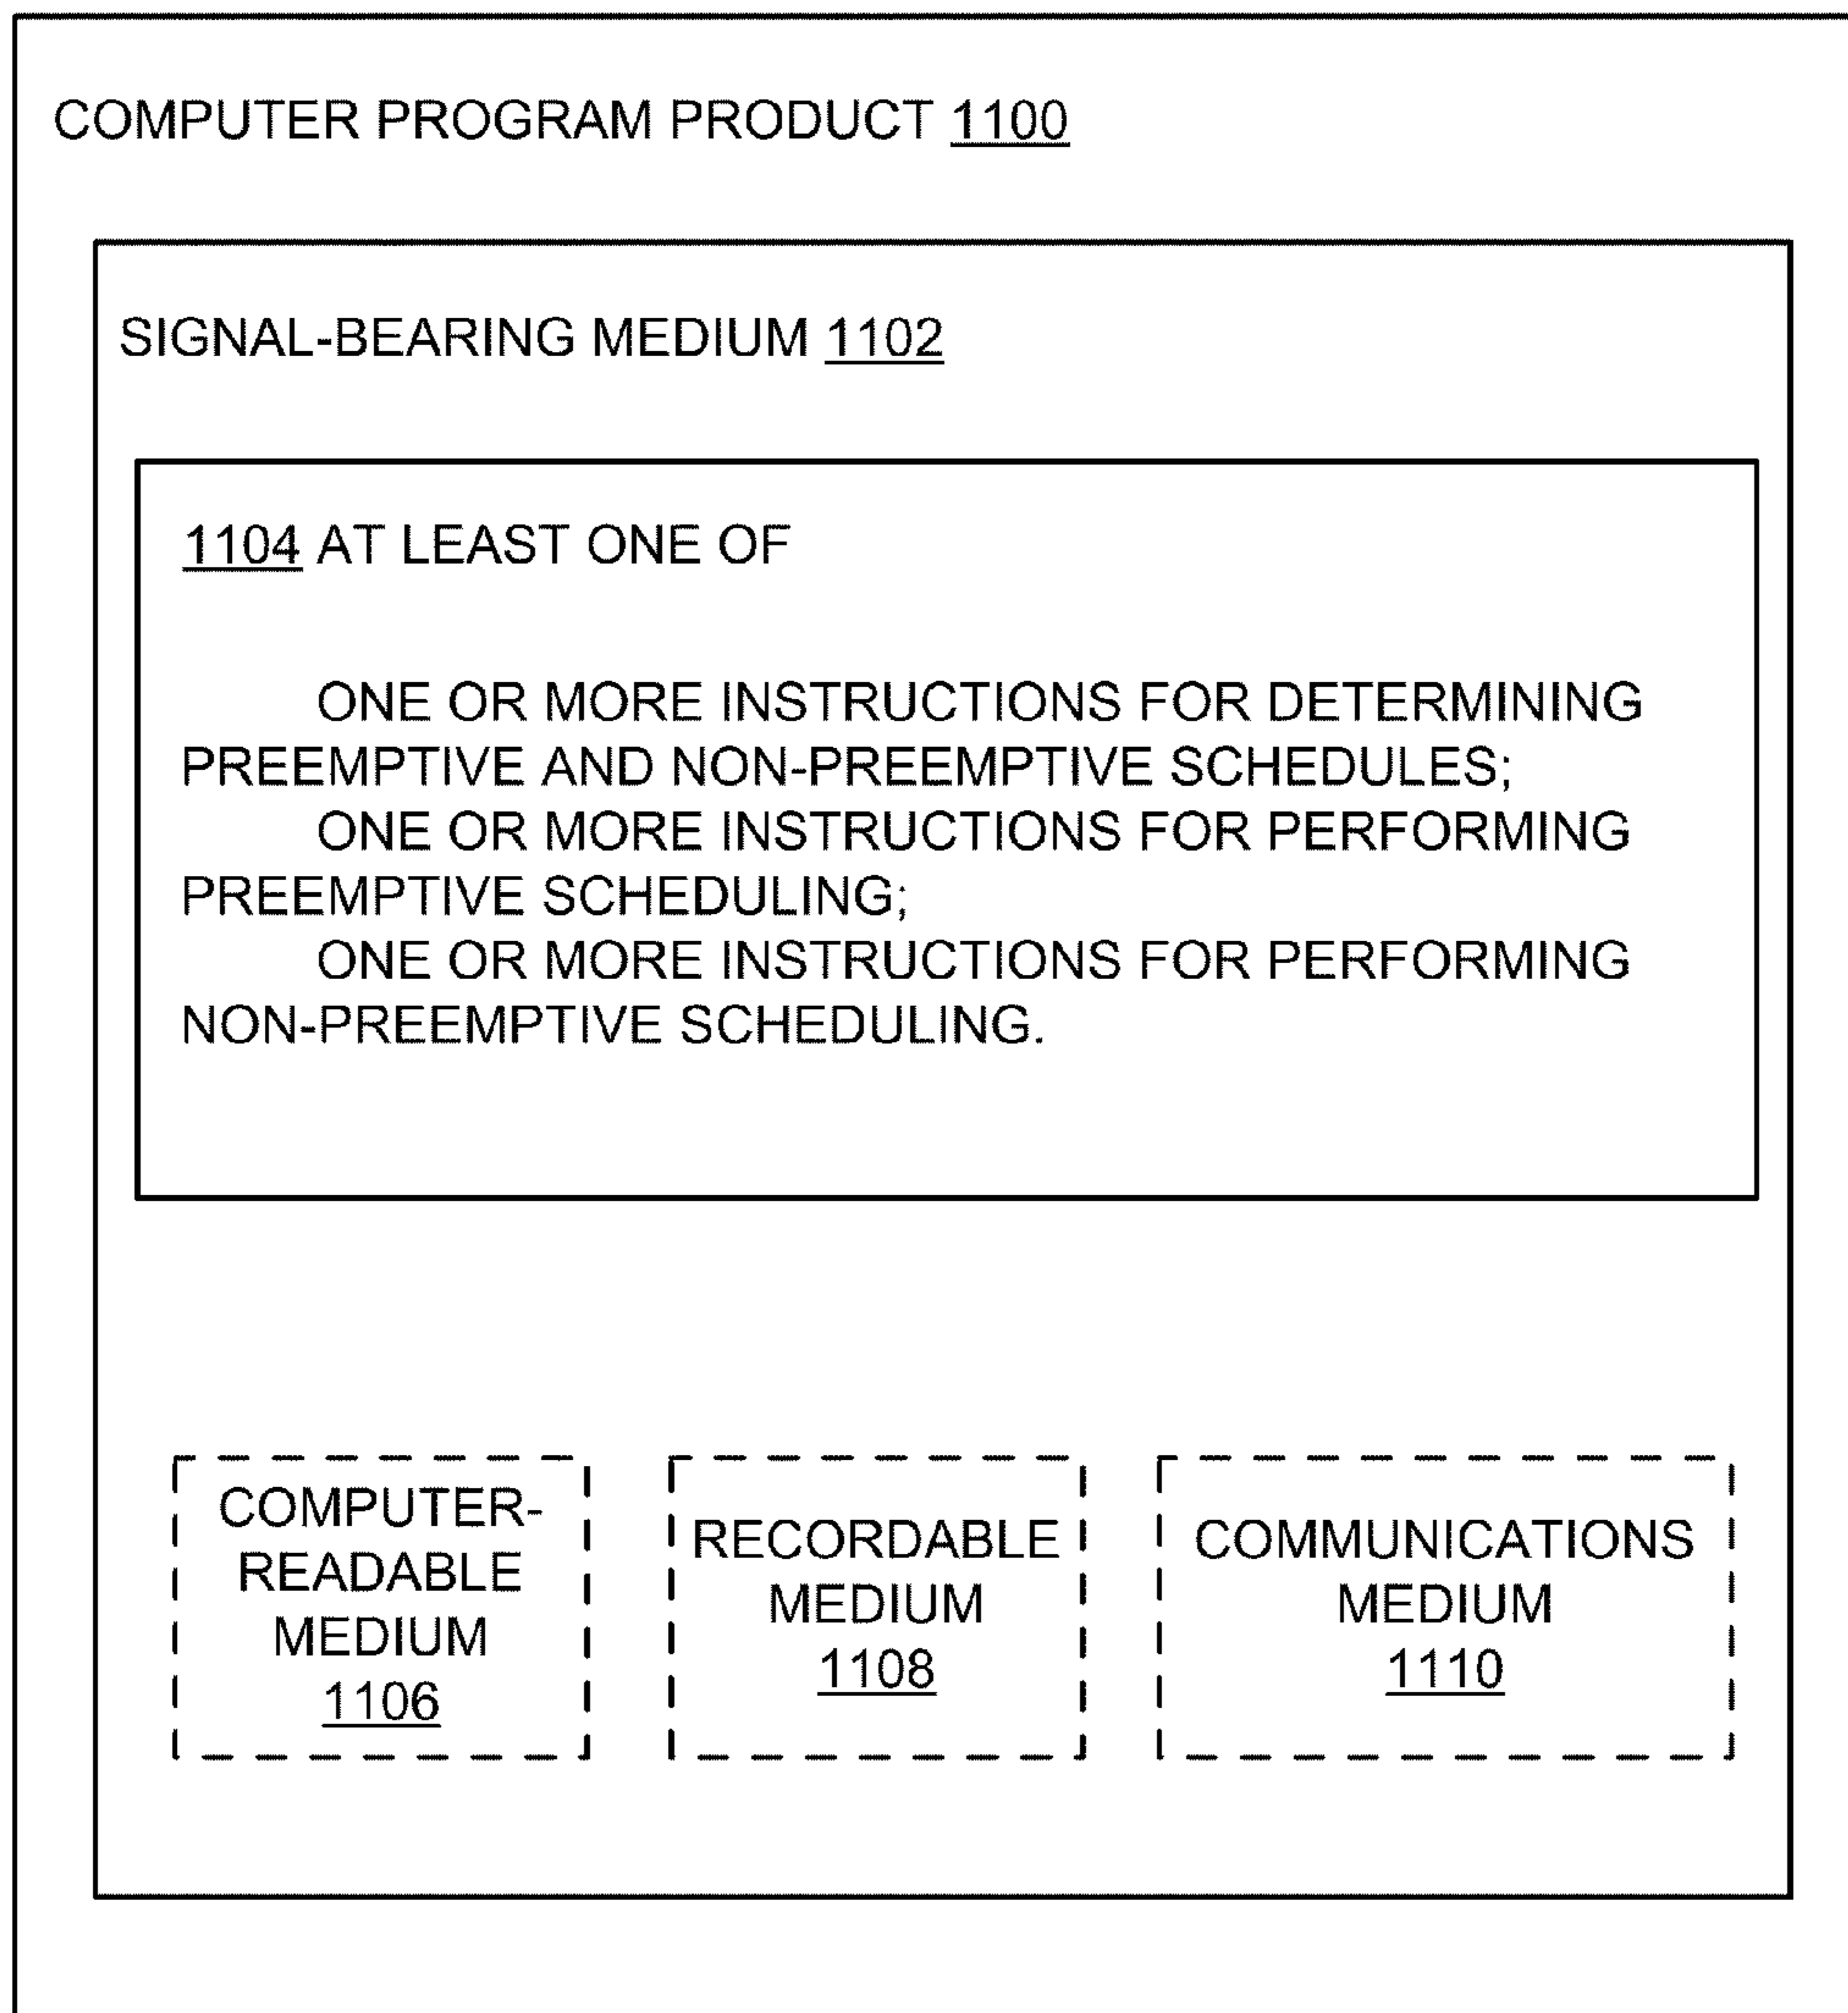 COMPUTER PROGRAM PRODUCT 1100
SIGNAL-BEARING MEDIUM 1102
1104 AT LEAST ONE OF
ONE OR MORE INSTRUCTIONS FOR DETERMINING
PREEMPTIVE AND NON-PREEMPTIVE SCHEDULES;
ONE OR MORE INSTRUCTIONS FOR PERFORMING
PREEMPTIVE SCHEDULING;
ONE OR MORE INSTRUCTIONS FOR PERFORMING
NON-PREEMPTIVE SCHEDULING.
COMPUTER-
READABLE
MEDIUM
1106
RECORDABLE
MEDIUM
1108
COMMUNICATIONS
MEDIUM
1110